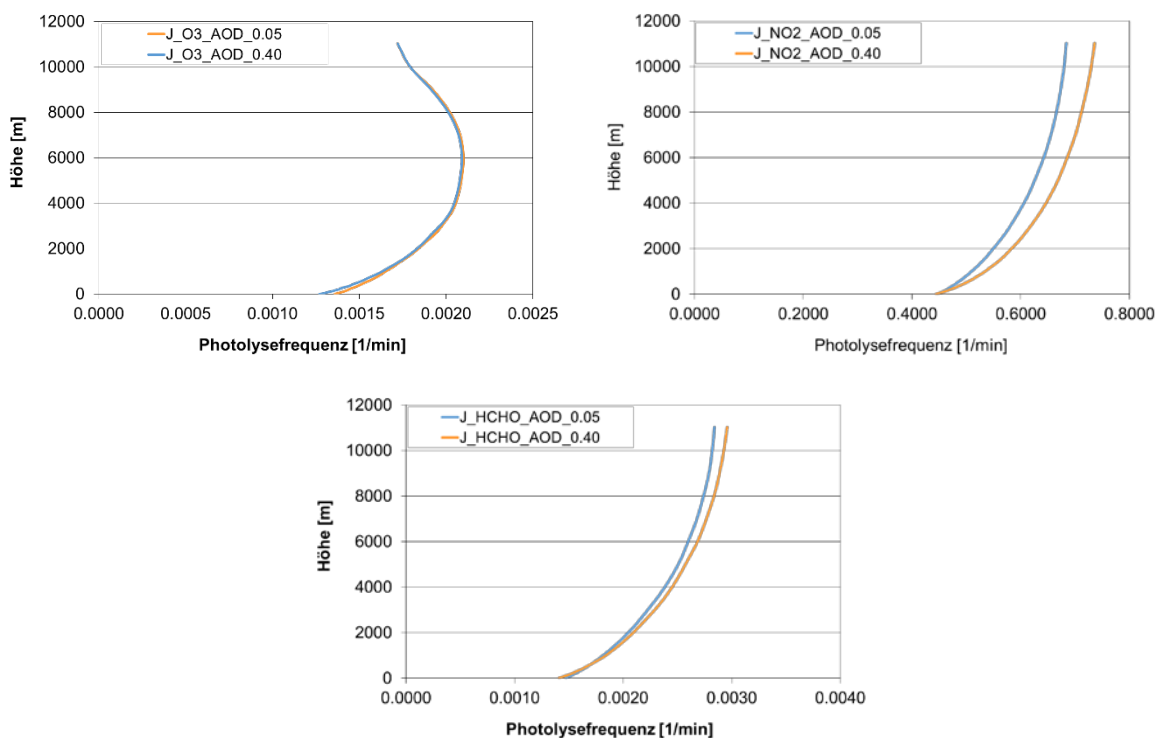 J_O3_AOD_0.05
J_O3_AOD_0.40
Höhe [m]
12000
10000
8000
6000
4000
2000
0
0.0000 0.0005 0.0010 0.0015 0.0020 0.0025
Photolysefrequenz [1/min]
J_NO2_AOD_0.05
J_NO2_AOD_0.40
Höhe [m]
12000
10000
8000
6000
4000
2000
0
0.0000 0.2000 0.4000 0.6000 0.8000
Photolysefrequenz [1/min]
J_HCHO_AOD_0.05
J_HCHO_AOD_0.40
Höhe [m]
12000
10000
8000
6000
4000
2000
0
0.0000 0.0010 0.0020 0.0030 0.0040
Photolysefrequenz [1/min]